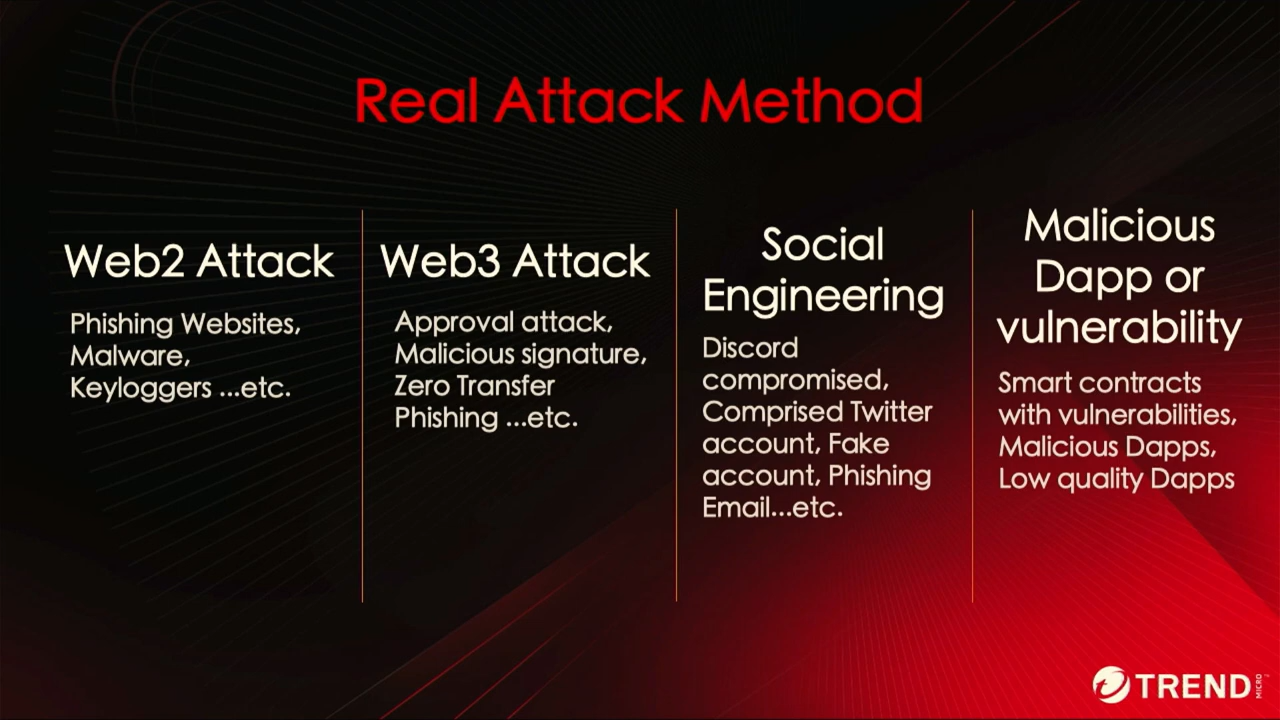 Real Attack Method
Web2 Attack
Phishing Websites,
Malware,
Keyloggers ...etc.
Web3 Attack
Approval attack,
Malicious signature,
Zero Transfer
Phishing ...etc.
Social
Engineering
Discord
compromised,
Comprised Twitter
account, Fake
account, Phishing
Email...etc.
Malicious
Dapp or
vulnerability
Smart contracts
with vulnerabilities,
Malicious Dapps,
Low quality Dapps
TREND
MICRO